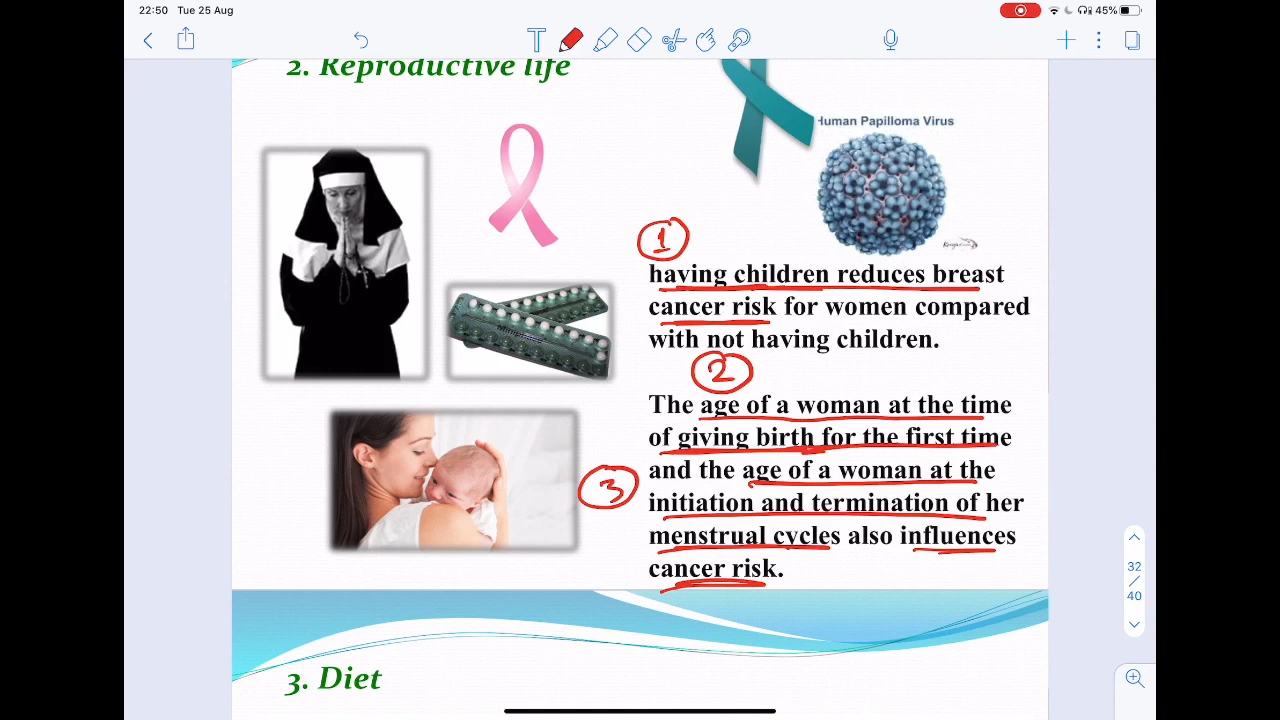 22:50 Tue 25 Aug
45%
2. Reproductive life
Human Papilloma Virus
1
having children reduces breast
cancer risk for women compared
with not having children.
2
The age of a woman at the time
of giving birth for the first time
and the age of a woman at the
3
initiation and termination of her
menstrual cycles also influences
cancer risk.
32
/
40
3. Diet